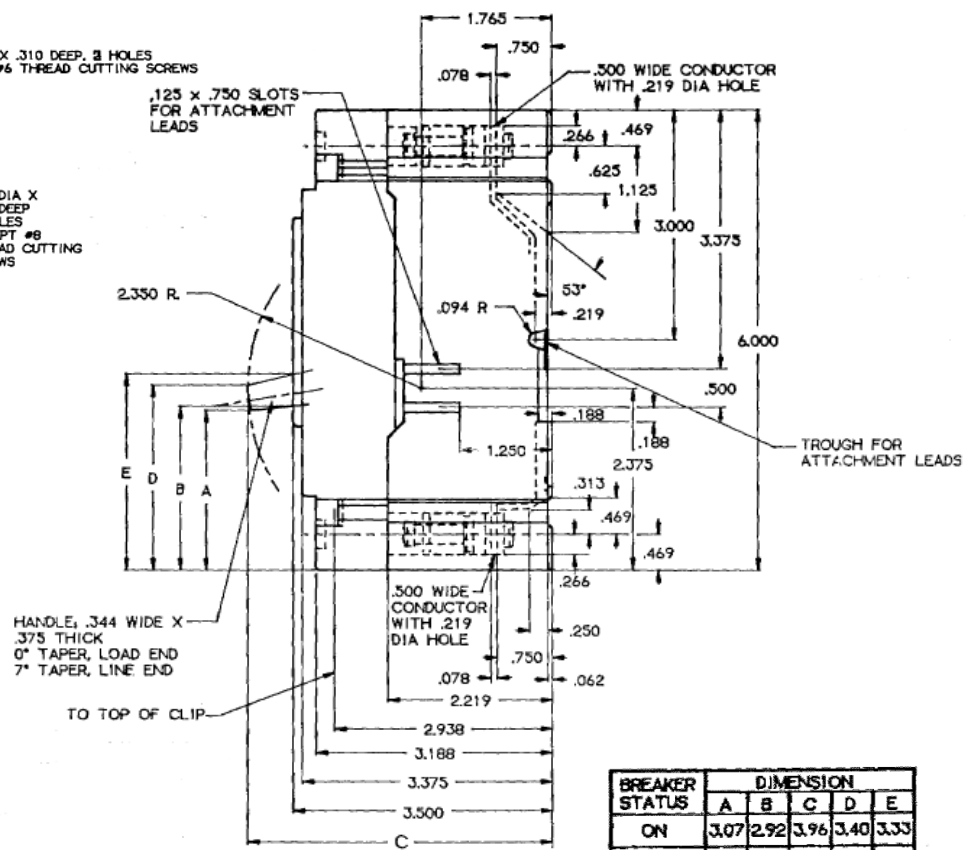 1.765
X .310 DEEP, 2 HOLES
#6 THREAD CUTTING SCREWS
.750
.078
.500 WIDE CONDUCTOR
WITH .219 DIA HOLE
.125 x .750 SLOTS
FOR ATTACHMENT
LEADS
.266
.469
.625
1.125
DIA X
DEEP
LES
PT #8
AD CUTTING
WS
3.000
3.375
2.350 R.
53°
.094 R
.219
6.000
.500
.188
.188
1.250
2.375
TROUGH FOR
ATTACHMENT LEADS
E
D
B
A
.313
.469
.469
.266
.500 WIDE
CONDUCTOR
WITH .219
DIA HOLE
HANDLE; .344 WIDE X
.375 THICK
0° TAPER, LOAD END
7° TAPER, LINE END
.250
.750
.078
.062
2.219
TO TOP OF CLIP
2.938
3.188
3.375
3.500
C
BREAKER STATUS DIMENSION
A B C D E
ON 3.07 2.92 3.96 3.40 3.33